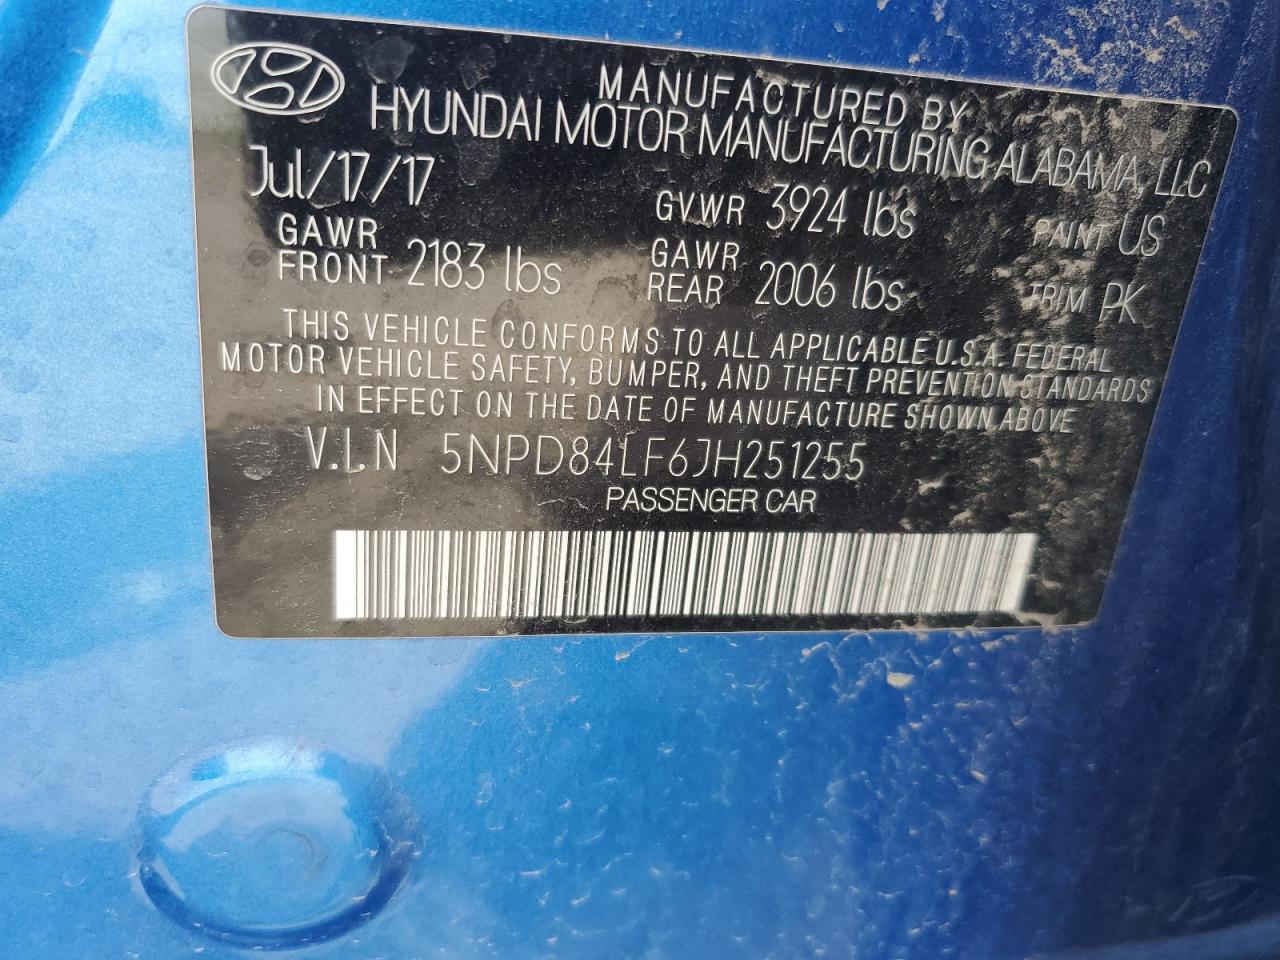 MANUFACTURED BY
HYUNDAI MOTOR MANUFACTURING ALABAMA, LLC
Jul/17/17 GVWR 3924 lbs PAINT US
GAWR FRONT 2183 lbs GAWR REAR 2006 lbs TRIM PK
THIS VEHICLE CONFORMS TO ALL APPLICABLE U.S.A. FEDERAL
MOTOR VEHICLE SAFETY, BUMPER, AND THEFT PREVENTION STANDARDS
IN EFFECT ON THE DATE OF MANUFACTURE SHOWN ABOVE
V.I.N 5NPD84LF6JH251255
PASSENGER CAR